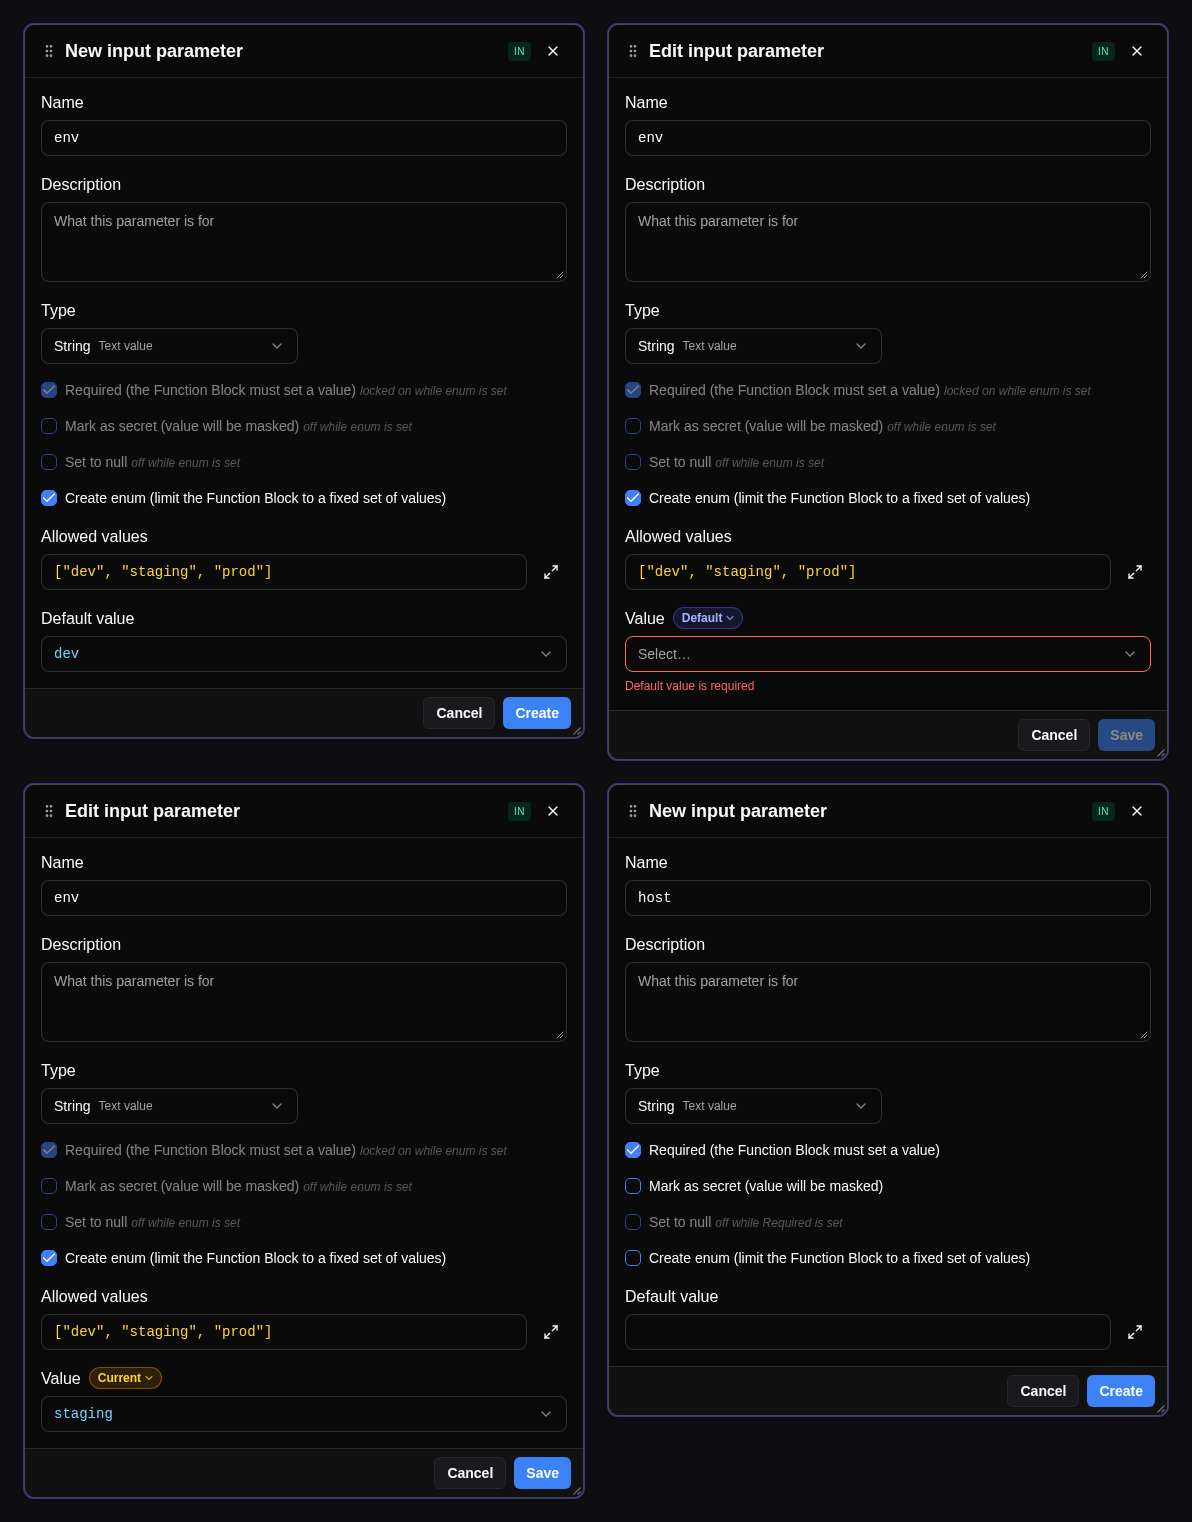 New input parameter IN
Name
env
Description
What this parameter is for
Type
String Text value
Required (the Function Block must set a value) locked on while enum is set
Mark as secret (value will be masked) off while enum is set
Set to null off while enum is set
Create enum (limit the Function Block to a fixed set of values)
Allowed values
["dev", "staging", "prod"]
Default value
dev
Cancel Create
Edit input parameter IN
Name
env
Description
What this parameter is for
Type
String Text value
Required (the Function Block must set a value) locked on while enum is set
Mark as secret (value will be masked) off while enum is set
Set to null off while enum is set
Create enum (limit the Function Block to a fixed set of values)
Allowed values
["dev", "staging", "prod"]
Value Default
Select…
Default value is required
Cancel Save
Edit input parameter IN
Name
env
Description
What this parameter is for
Type
String Text value
Required (the Function Block must set a value) locked on while enum is set
Mark as secret (value will be masked) off while enum is set
Set to null off while enum is set
Create enum (limit the Function Block to a fixed set of values)
Allowed values
["dev", "staging", "prod"]
Value Current
staging
Cancel Save
New input parameter IN
Name
host
Description
What this parameter is for
Type
String Text value
Required (the Function Block must set a value)
Mark as secret (value will be masked)
Set to null off while Required is set
Create enum (limit the Function Block to a fixed set of values)
Default value
Cancel Create